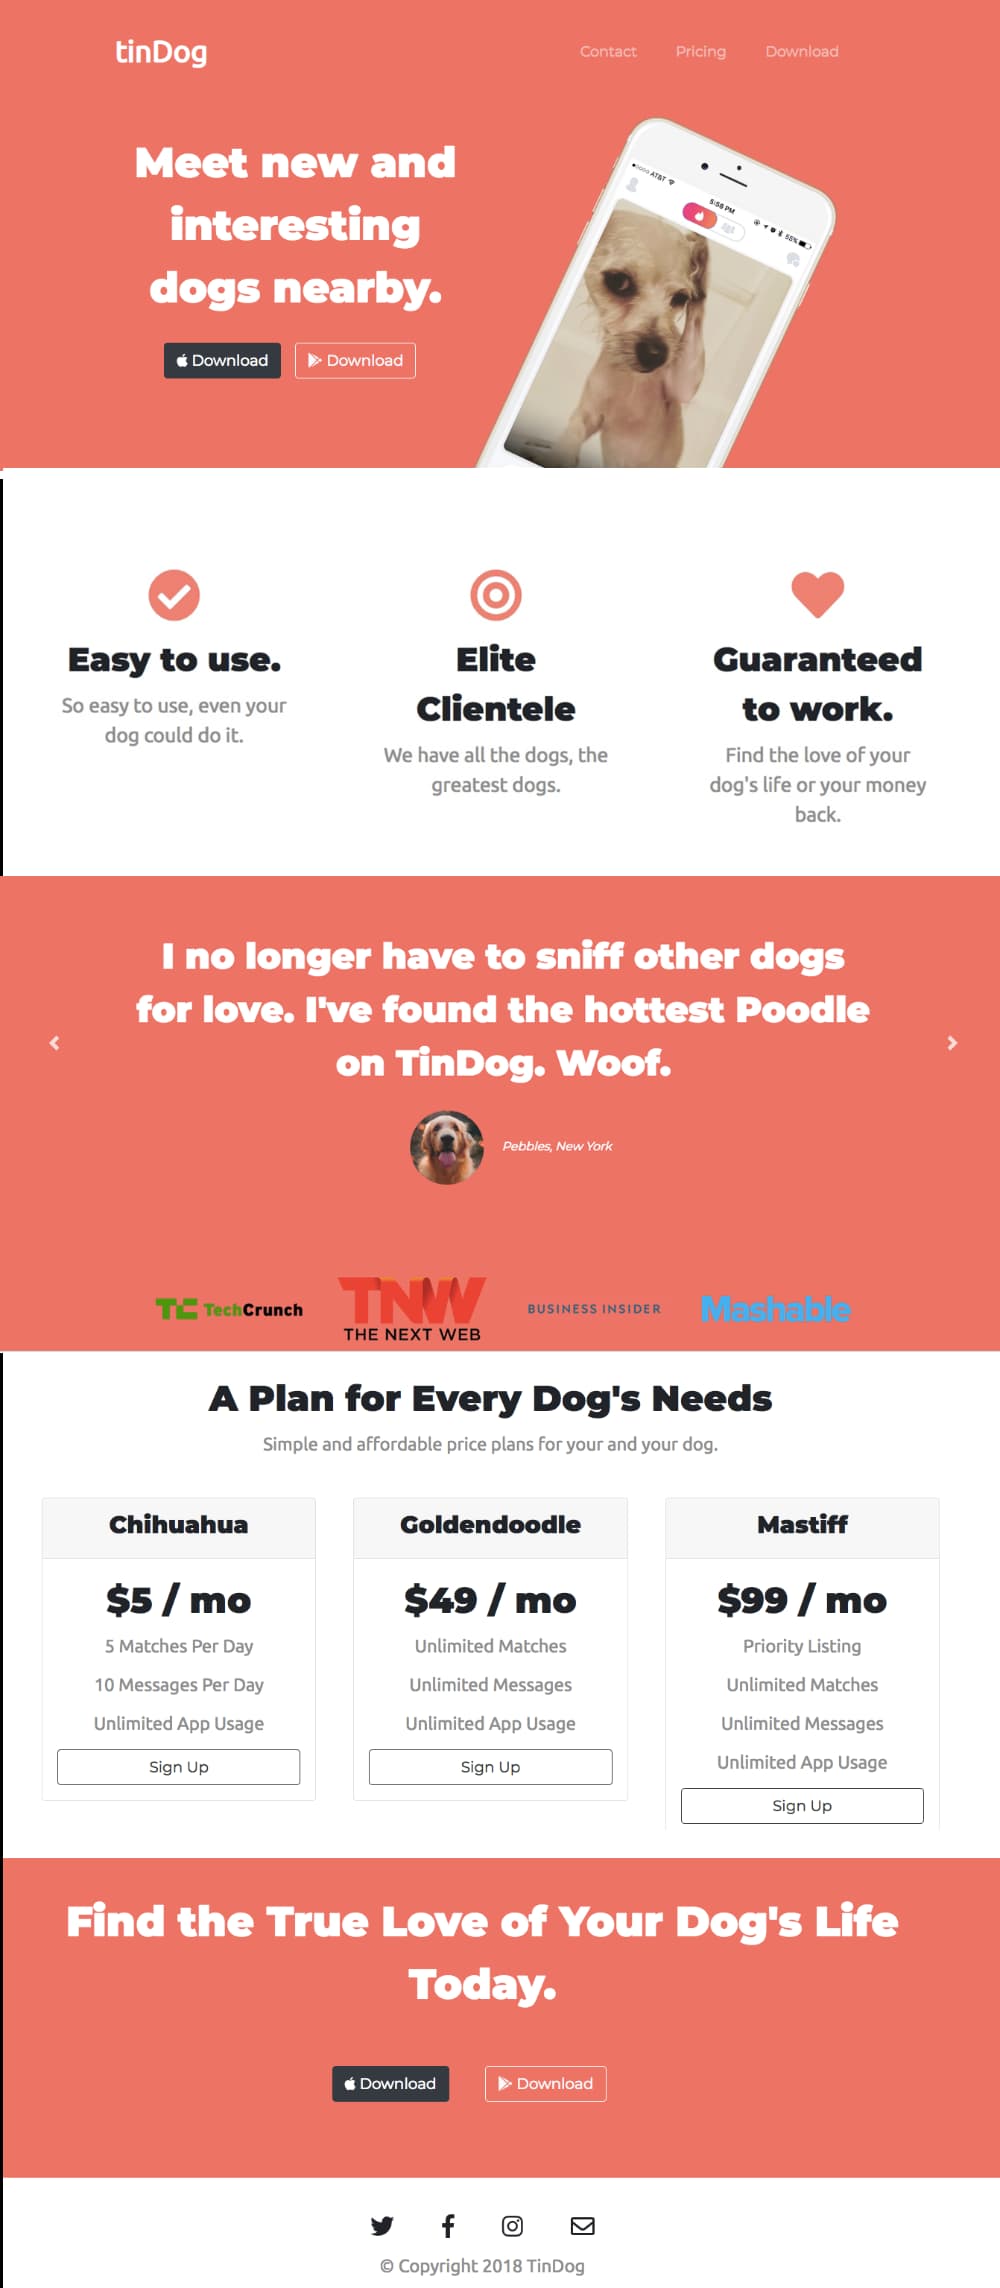 tinDog
Contact Pricing Download
Meet new and
interesting
dogs nearby.
Download Download
AT&T 5:58 PM 55%
Easy to use.
So easy to use, even your
dog could do it.
Elite
Clientele
We have all the dogs, the
greatest dogs.
Guaranteed
to work.
Find the love of your
dog's life or your money
back.
I no longer have to sniff other dogs
for love. I've found the hottest Poodle
on TinDog. Woof.
Pebbles, New York
TC TechCrunch
TNW
THE NEXT WEB
BUSINESS INSIDER
Mashable
A Plan for Every Dog's Needs
Simple and affordable price plans for your and your dog.
Chihuahua
$5 / mo
5 Matches Per Day
10 Messages Per Day
Unlimited App Usage
Sign Up
Goldendoodle
$49 / mo
Unlimited Matches
Unlimited Messages
Unlimited App Usage
Sign Up
Mastiff
$99 / mo
Priority Listing
Unlimited Matches
Unlimited Messages
Unlimited App Usage
Sign Up
Find the True Love of Your Dog's Life
Today.
Download Download
© Copyright 2018 TinDog